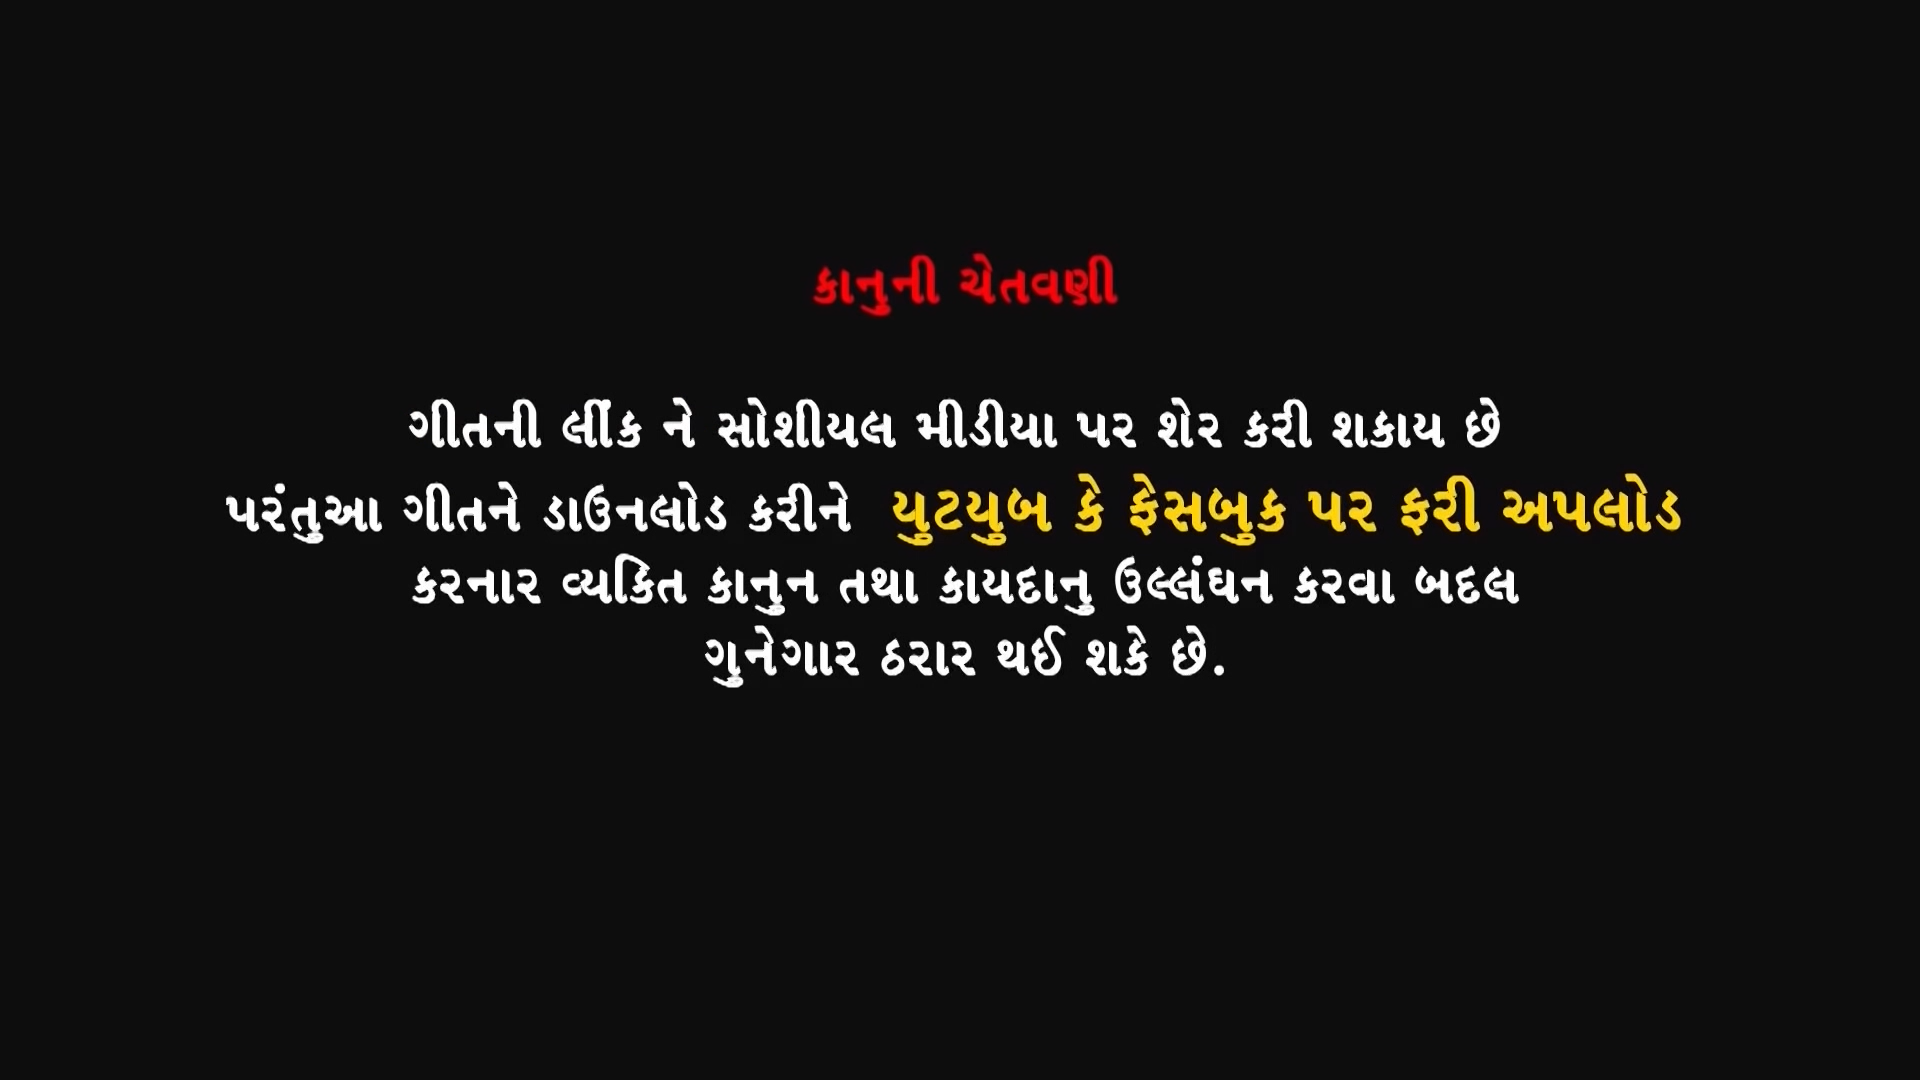 કાનુની ચેતવણી
ગીતની લીંક ને સોશીયલ મીડીયા પર શેર કરી શકાય છે
પરંતુઆ ગીતને ડાઉનલોડ કરીને યુટયુબ કે ફેસબુક પર ફરી અપલોડ
કરનાર વ્યકિત કાનુન તથા કાયદાનુ ઉલ્લંઘન કરવા બદલ
ગુનેગાર ઠરાર થઈ શકે છે.